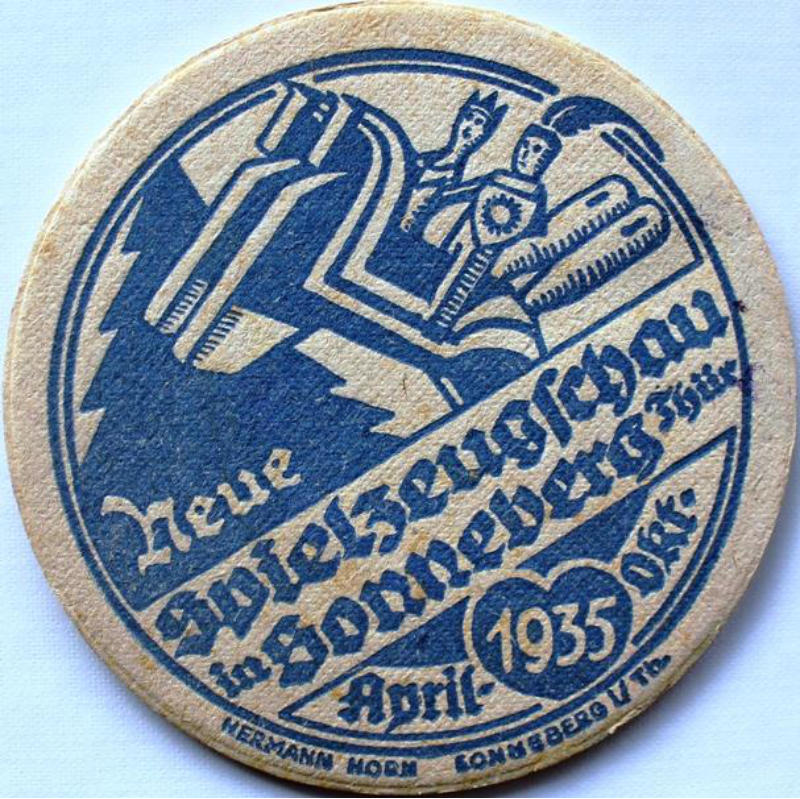 Neue
Spielzeugschau
in Sonneberg Thür
April-1935 Okt.
HERMANN HORN SONNEBERG I/Th.